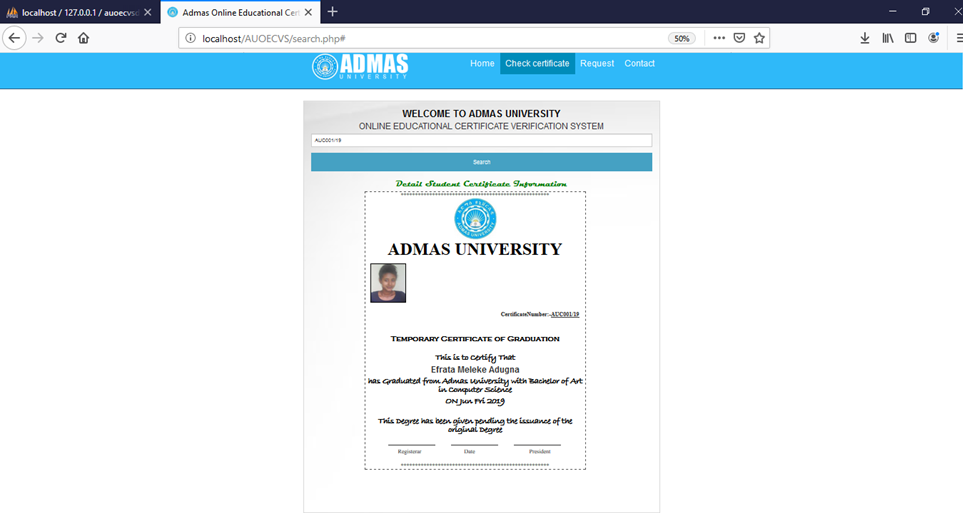 localhost / 127.0.0.1 / auoecvsd
Admas Online Educational Cert
localhost/AUOECVS/search.php#
50%
ADMAS
UNIVERSITY
Home Check certificate Request Contact
WELCOME TO ADMAS UNIVERSITY
ONLINE EDUCATIONAL CERTIFICATE VERIFICATION SYSTEM
AUC001/19
Search
Detail Student Certificate Information
ADMAS UNIVERSITY
CertificateNumber:-AUC001/19
Temporary Certificate of Graduation
This is to Certify That
Efrata Meleke Adugna
has Graduated from Admas University with Bachelor of Art
in Computer Science
ON Jun Fri 2019
This Degree has been given pending the issuance of the
original Degree
Registerar Date President